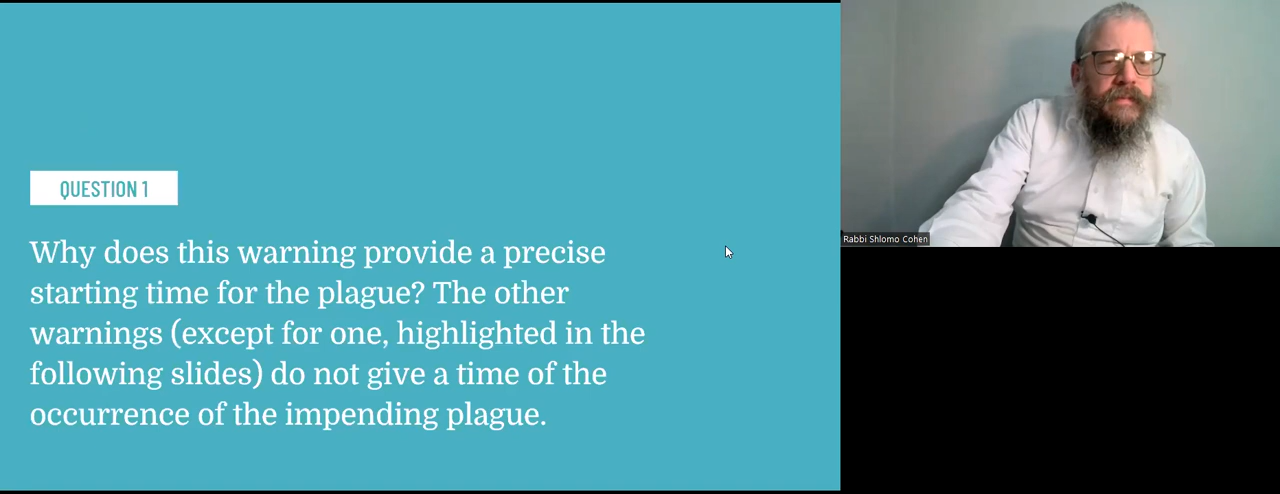 QUESTION 1
Why does this warning provide a precise
starting time for the plague? The other
warnings (except for one, highlighted in the
following slides) do not give a time of the
occurrence of the impending plague.
Rabbi Shlomo Cohen